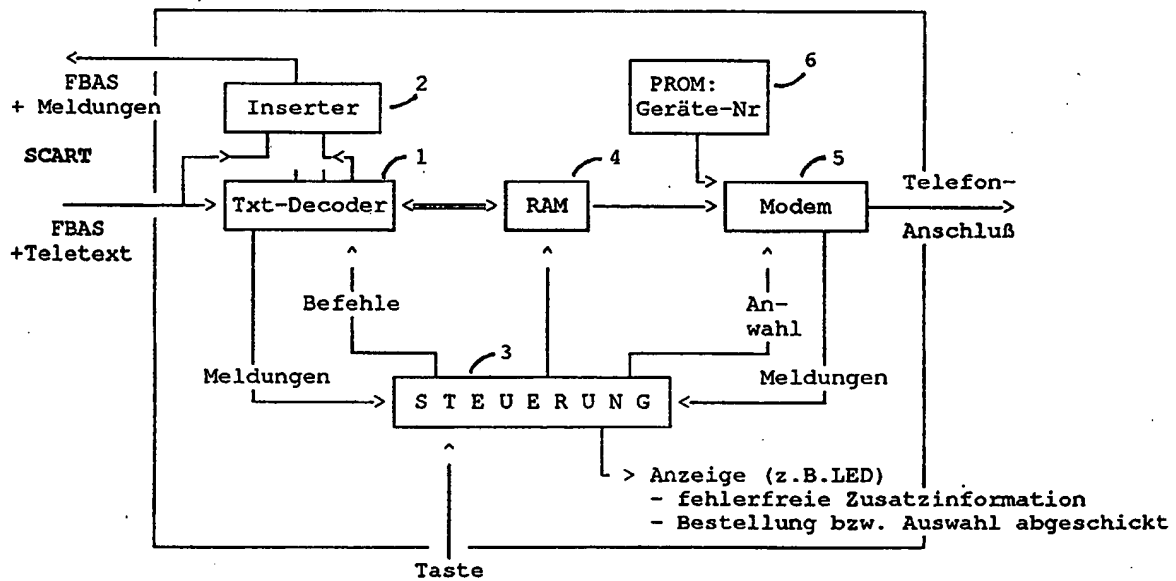 FBAS
+ Meldungen
SCART
FBAS
+Teletext
Inserter
2
Txt-Decoder
1
RAM
4
PROM:
Geräte-Nr
6
Modem
5
Telefon-
Anschluß
Befehle
An-
wahl
Meldungen
Meldungen
3
S T E U E R U N G
Anzeige (z.B.LED)
- fehlerfreie Zusatzinformation
- Bestellung bzw. Auswahl abgeschickt
Taste